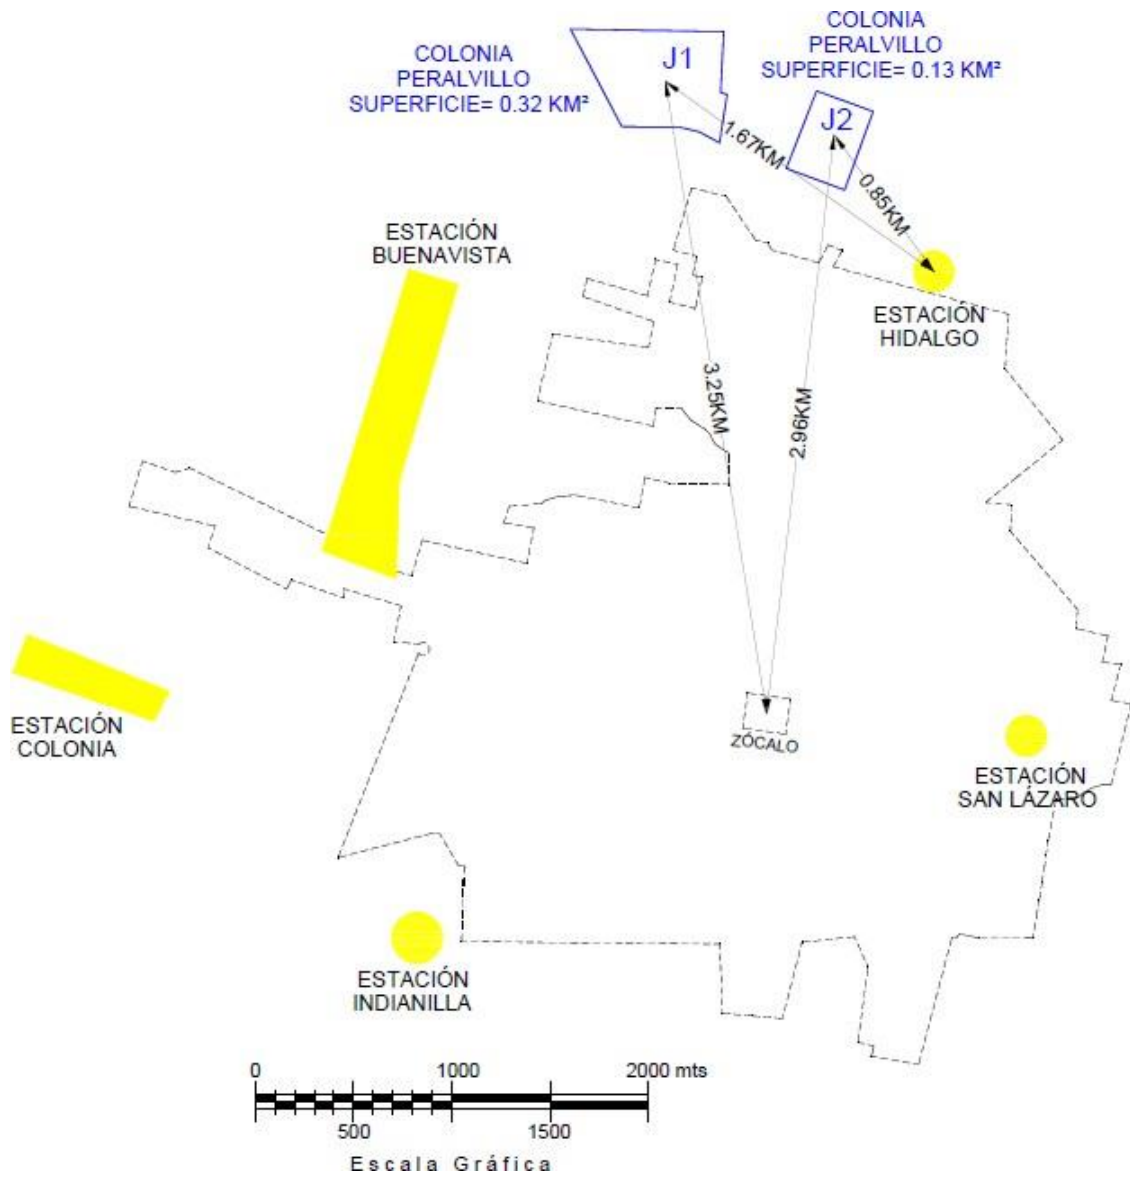 COLONIA
PERALVILLO
SUPERFICIE= 0.13 KM²
COLONIA
PERALVILLO
SUPERFICIE= 0.32 KM²
J1
J2
1.67KM
0.85KM
ESTACIÓN
BUENAVISTA
ESTACIÓN
HIDALGO
3.25KM
2.96KM
ESTACIÓN
COLONIA
ZÓCALO
ESTACIÓN
SAN LÁZARO
ESTACIÓN
INDIANILLA
0 1000 2000 mts
500 1500
Escala Gráfica